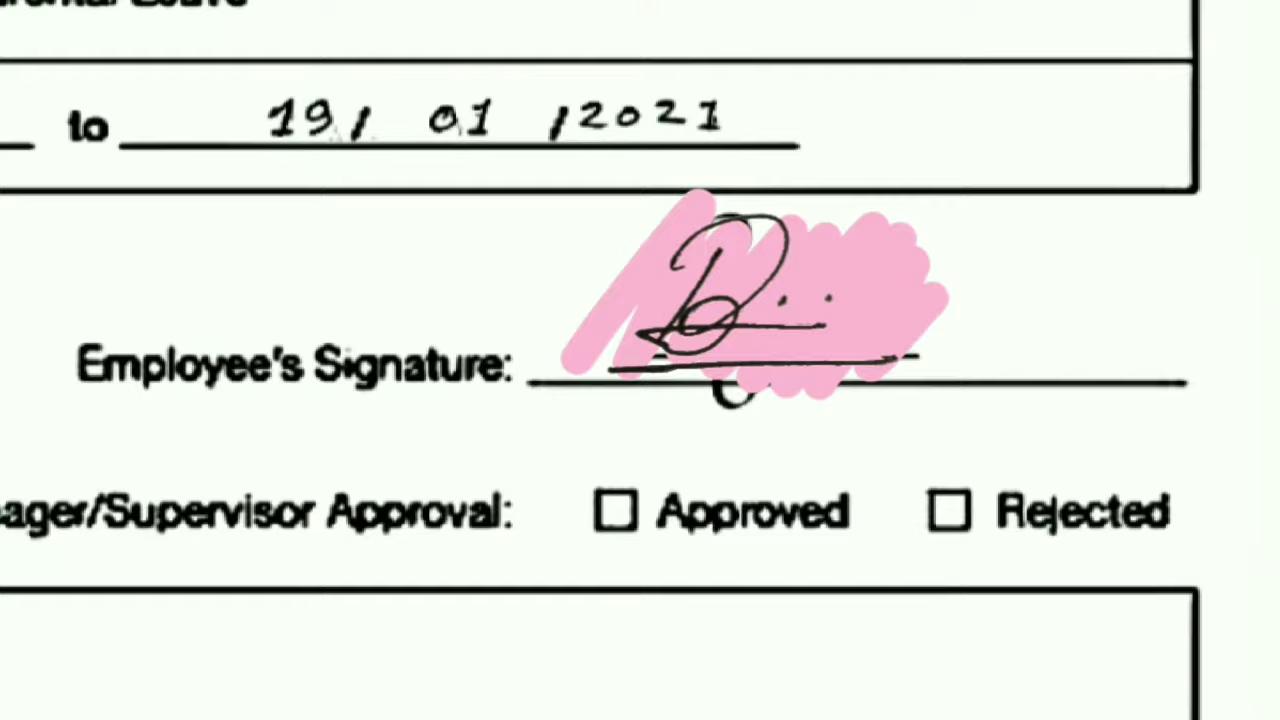 to 19/ 01 /2021
Employee's Signature:
ager/Supervisor Approval: Approved Rejected